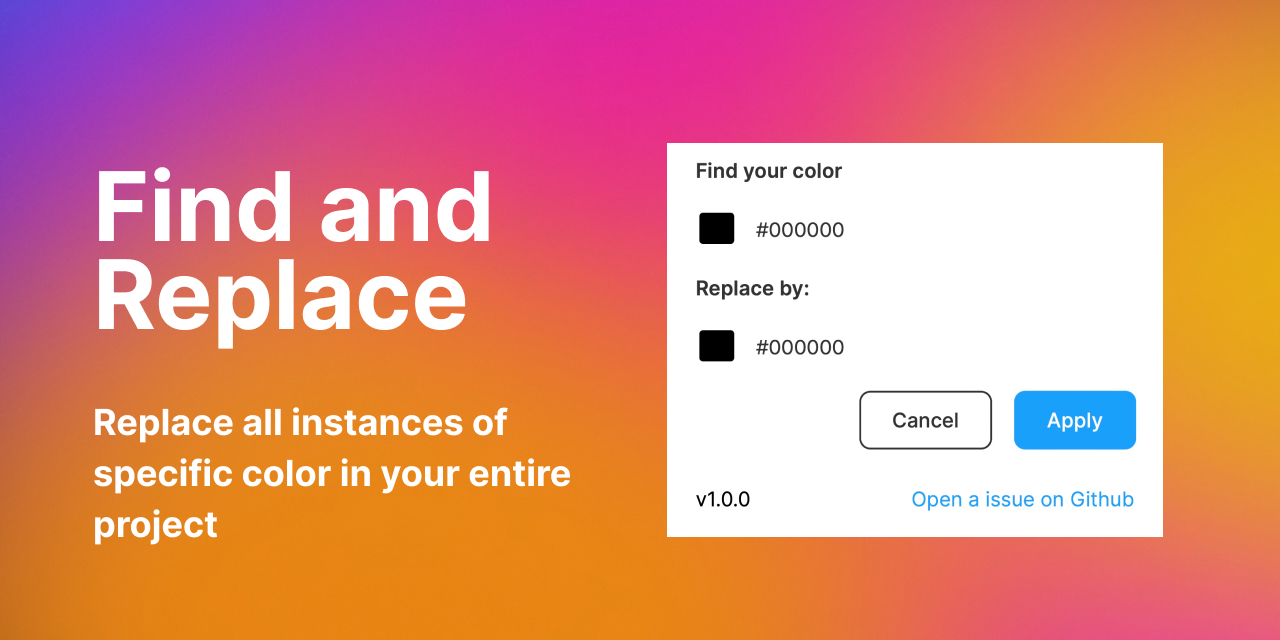 Find and
Replace
Replace all instances of
specific color in your entire
project
Find your color
#000000
Replace by:
#000000
Cancel
Apply
v1.0.0
Open a issue on Github